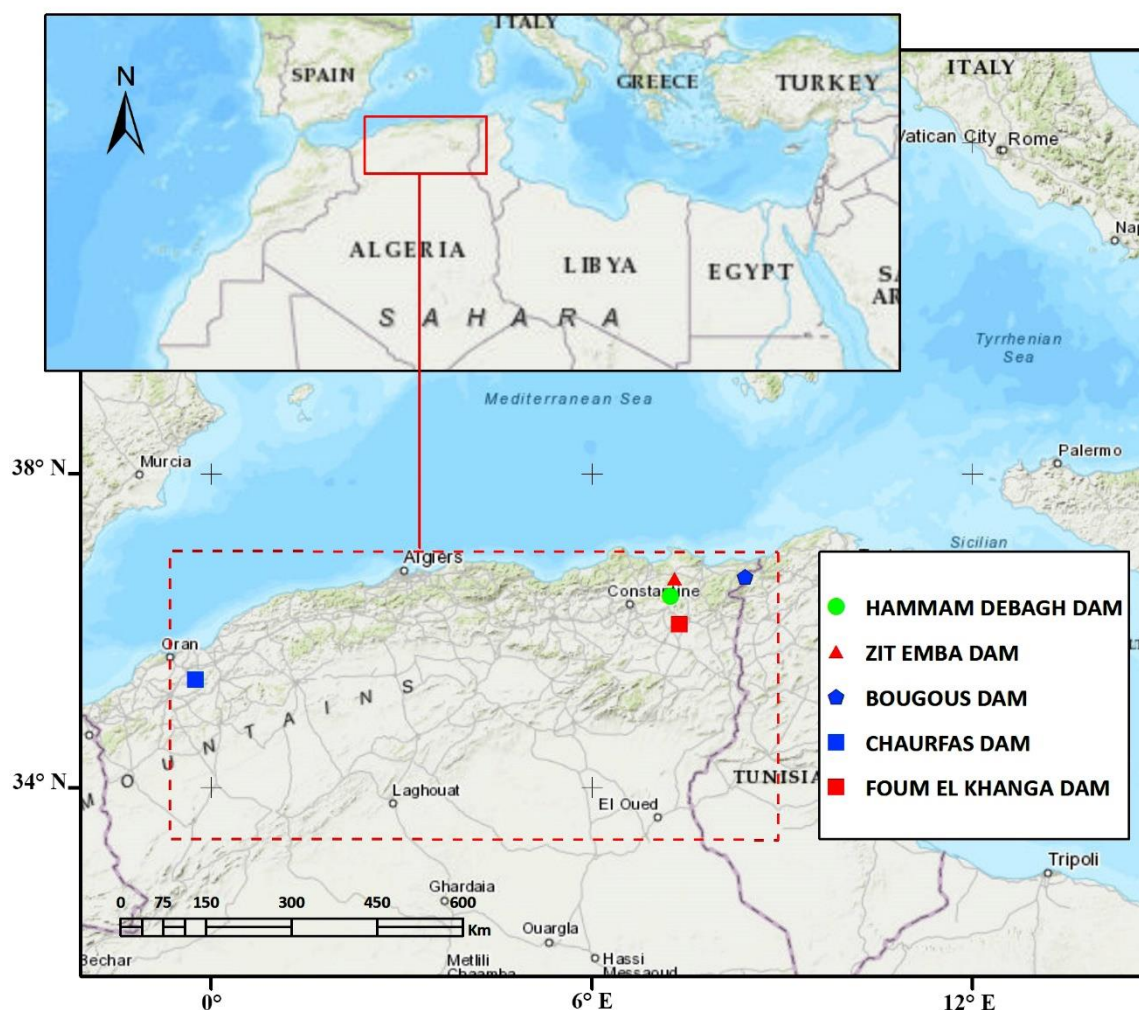 ITALY
SPAIN
GREECE
TURKEY
N
ALGERIA
LIBYA
EGYPT
SAHARA
ITALY
Vatican City
Rome
Nap
Tyrrhenian
Sea
Mediterranean Sea
38° N
Murcia
Palermo
Sicilian
Algiers
Constantine
Oran
MOUNTAINS
HAMMAM DEBAGH DAM
ZIT EMBA DAM
BOUGOUS DAM
CHAURFAS DAM
FOUM EL KHANGA DAM
34° N
Laghouat
El Oued
TUNISIA
Tripoli
Ghardaia
0 75 150 300 450 600
Km
Ouargla
Bechar
Metlili
Chaamba
Hassi
Messaoud
0° 6° E 12° E